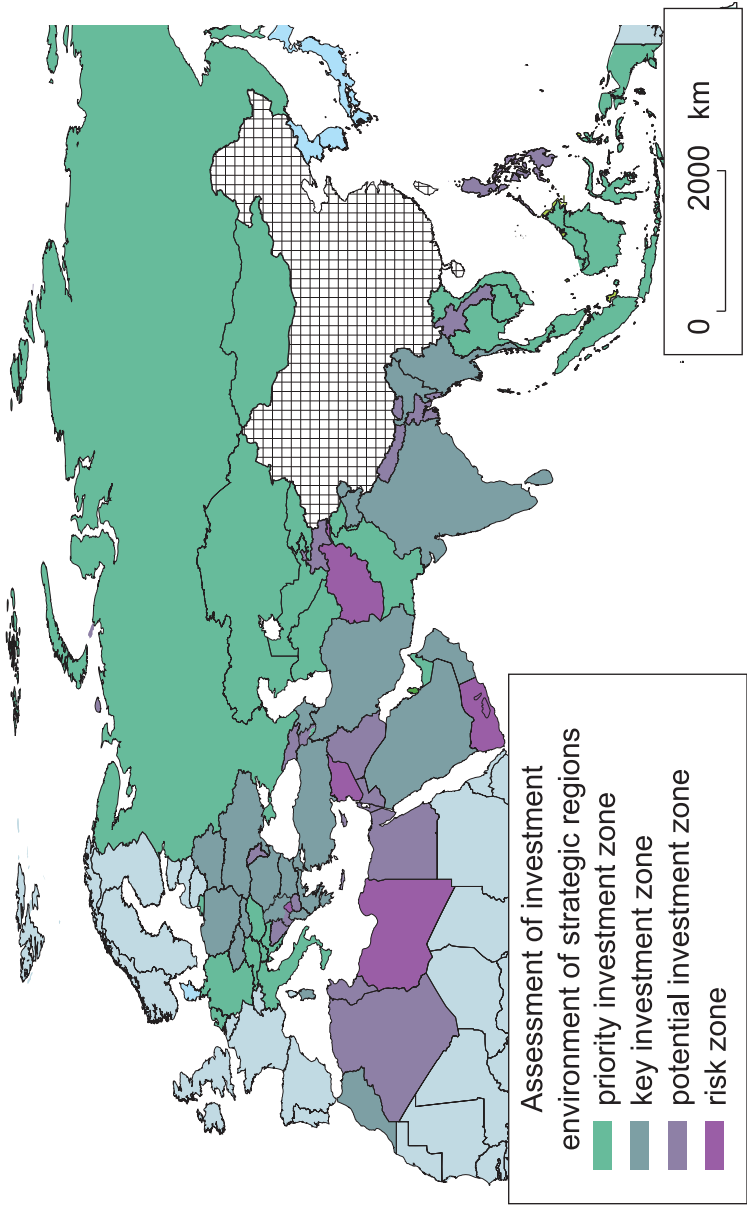 Assessment of investment
environment of strategic regions
priority investment zone
key investment zone
potential investment zone
risk zone
0 2000 km